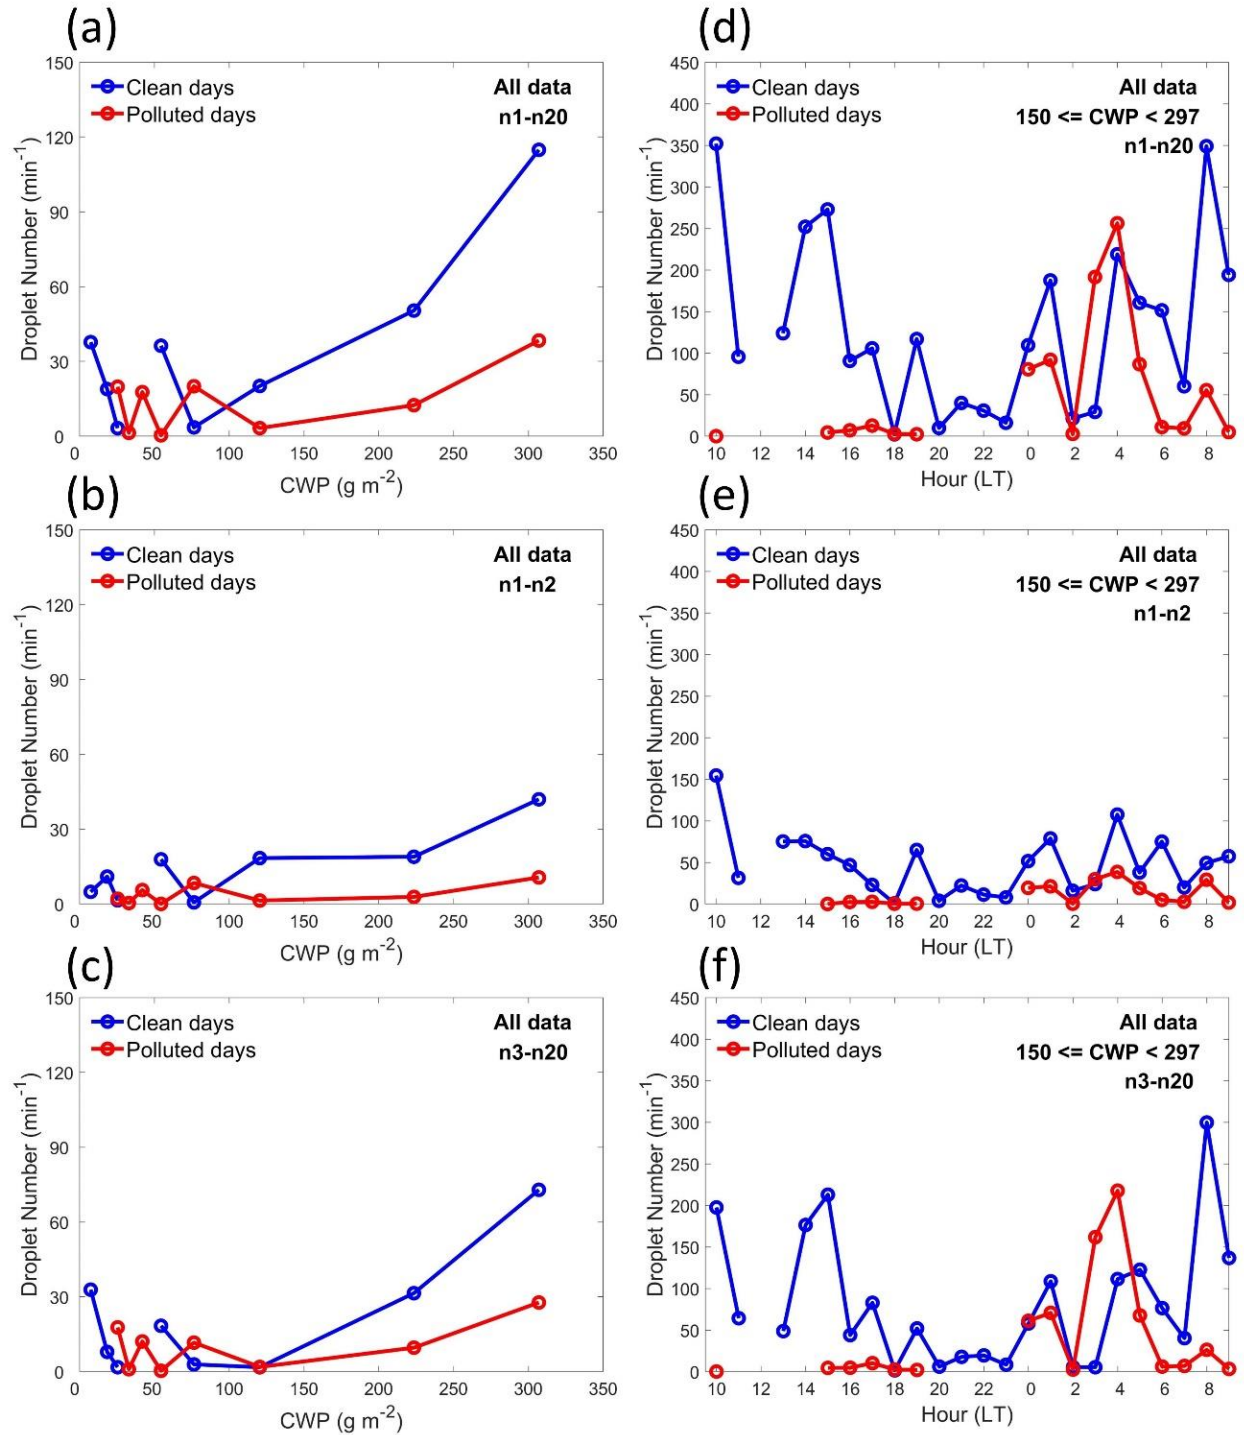 (a)
150
120
90
60
30
0
Droplet Number (min-1)
Clean days
Polluted days
All data
n1-n20
0 50 100 150 200 250 300 350
CWP (g m-2)
(d)
450
400
350
300
250
200
150
100
50
0
Droplet Number (min-1)
Clean days
Polluted days
All data
150 <= CWP < 297
n1-n20
10 12 14 16 18 20 22 0 2 4 6 8
Hour (LT)
(b)
150
120
90
60
30
0
Droplet Number (min-1)
Clean days
Polluted days
All data
n1-n2
0 50 100 150 200 250 300 350
CWP (g m-2)
(e)
450
400
350
300
250
200
150
100
50
0
Droplet Number (min-1)
Clean days
Polluted days
All data
150 <= CWP < 297
n1-n2
10 12 14 16 18 20 22 0 2 4 6 8
Hour (LT)
(c)
150
120
90
60
30
0
Droplet Number (min-1)
Clean days
Polluted days
All data
n3-n20
0 50 100 150 200 250 300 350
CWP (g m-2)
(f)
450
400
350
300
250
200
150
100
50
0
Droplet Number (min-1)
Clean days
Polluted days
All data
150 <= CWP < 297
n3-n20
10 12 14 16 18 20 22 0 2 4 6 8
Hour (LT)